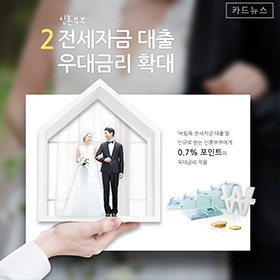 카드뉴스
신혼부부
2 전세자금 대출
우대금리 확대
'버팀목 전세자금 대출'을
신규로 받는 신혼부부에게
0.7% 포인트의
우대금리 적용